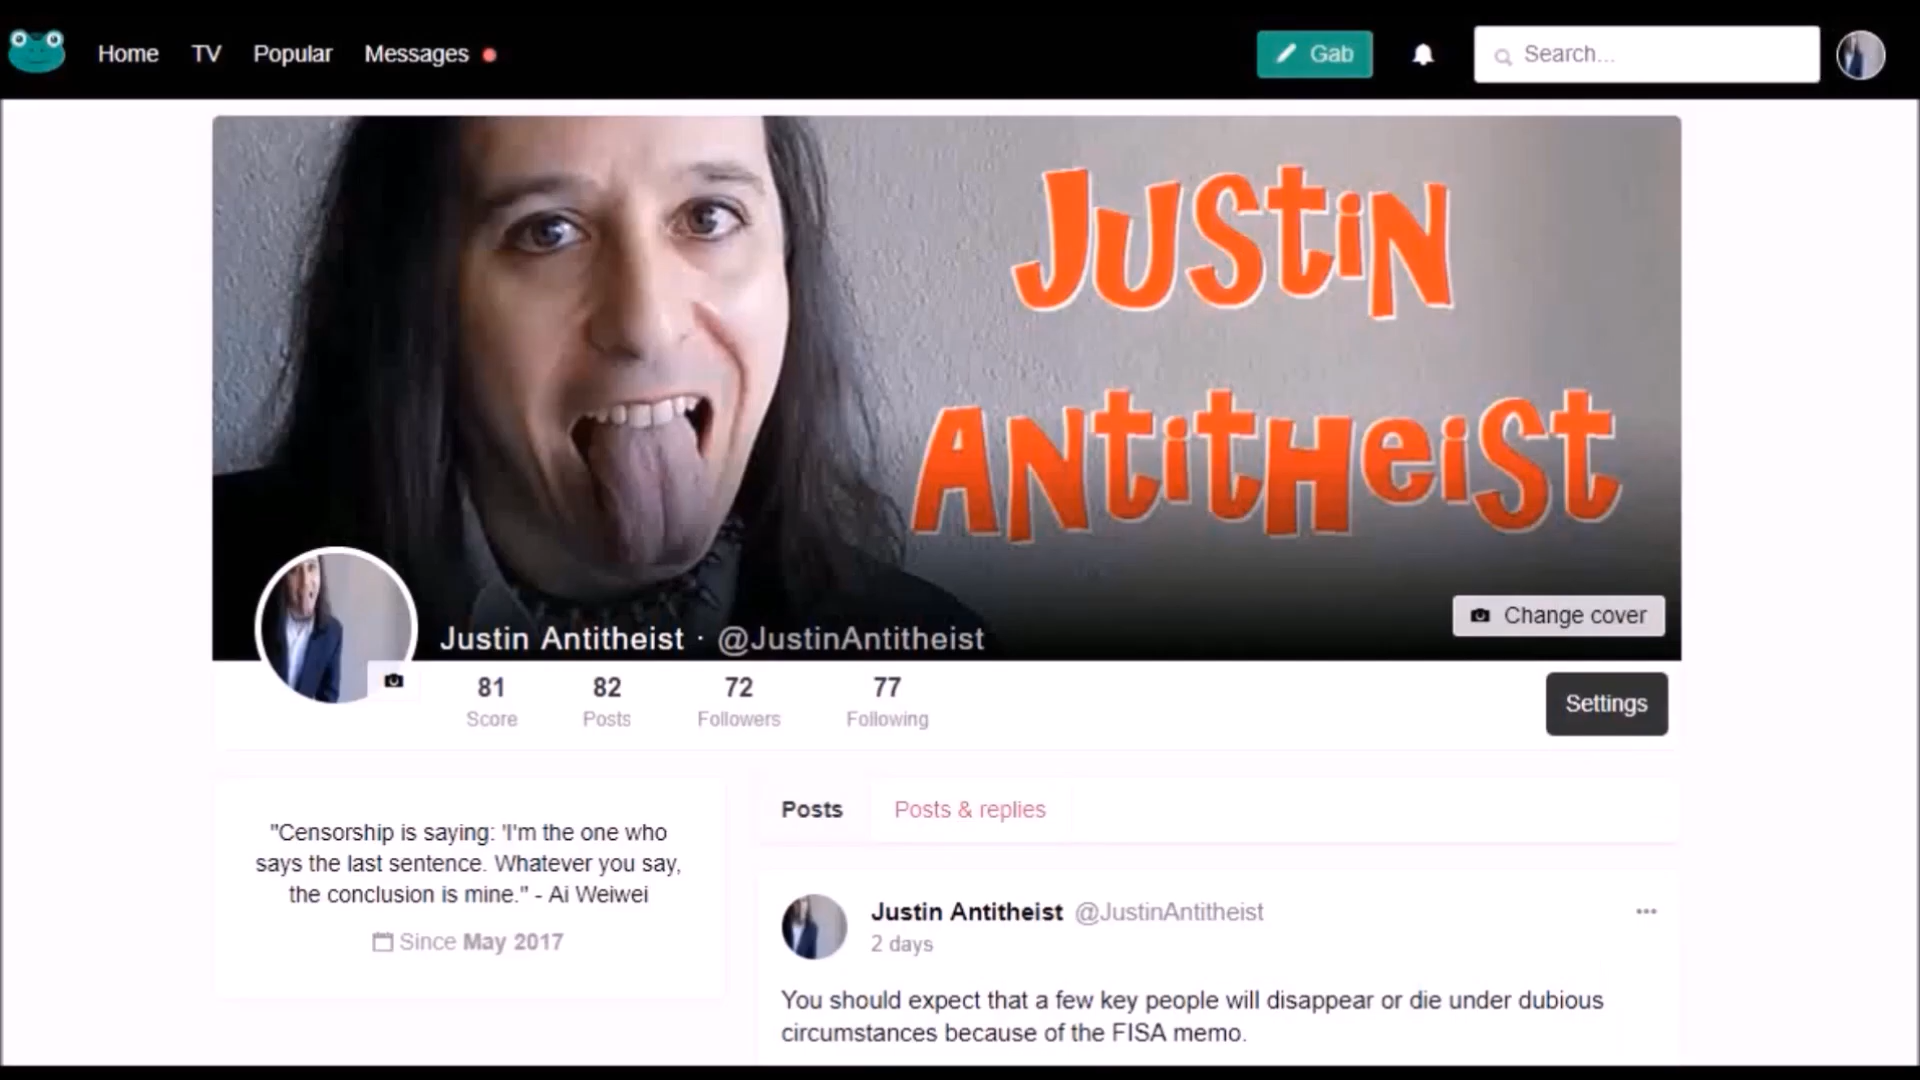 Home TV Popular Messages Gab Search...
JUStiN
ANtitHeiSt
Change cover
Justin Antitheist · @JustinAntitheist
81 82 72 77
Score Posts Followers Following
Settings
"Censorship is saying: 'I'm the one who
says the last sentence. Whatever you say,
the conclusion is mine." - Ai Weiwei
Since May 2017
Posts Posts & replies
Justin Antitheist @JustinAntitheist
2 days
You should expect that a few key people will disappear or die under dubious
circumstances because of the FISA memo.